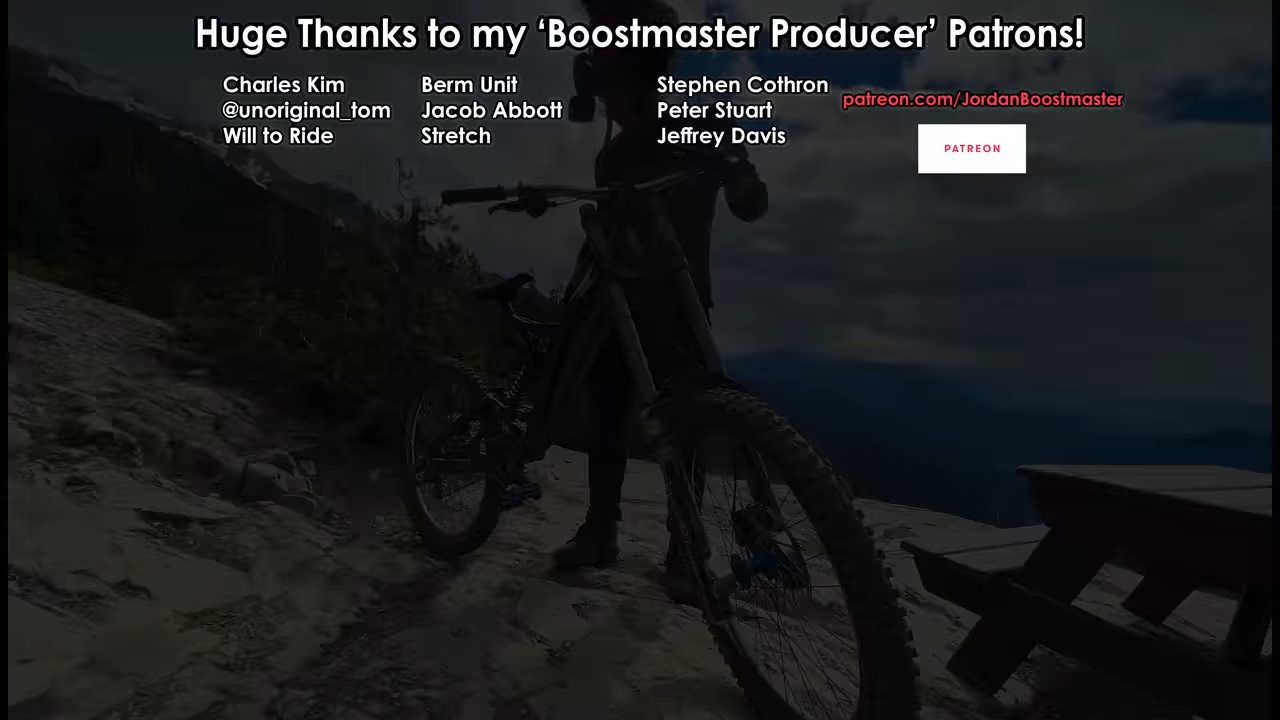 Huge Thanks to my ‘Boostmaster Producer’ Patrons!
Charles Kim
@unoriginal_tom
Will to Ride
Berm Unit
Jacob Abbott
Stretch
Stephen Cothron
Peter Stuart
Jeffrey Davis
patreon.com/JordanBoostmaster
PATREON